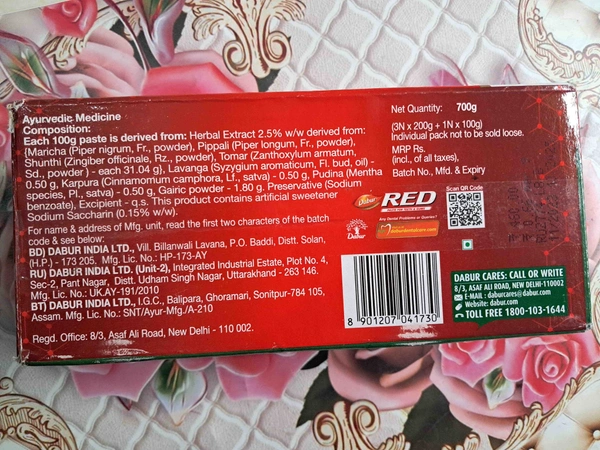 Ayurvedic Medicine
Composition:
Each 100g paste is derived from: Herbal Extract 2.5% w/w derived from:
(Maricha (Piper nigrum, Fr., powder), Pippali (Piper longum, Fr., powder),
Shunthi (Zingiber officinale, Rz., powder), Tomar (Zanthoxylum armatum,
Sd., powder) - each 31.04 g), Lavanga (Syzygium aromaticum, Fl. bud, oil) -
0.50 g, Karpura (Cinnamomum camphora, Lf., satva) - 0.50 g, Pudina (Mentha
species, Pl., satva) - 0.50 g, Gairic powder - 1.80 g. Preservative (Sodium
benzoate), Excipient - q.s. This product contains artificial sweetener
Sodium Saccharin (0.15% w/w).
For name & address of Mfg. unit, read the first two characters of the batch
code & see below:
BD) DABUR INDIA LTD., Vill. Billanwali Lavana, P.O. Baddi, Distt. Solan,
(H.P.) - 173 205. Mfg. Lic. No.: HP-173-AY
RU) DABUR INDIA LTD. (Unit-2), Integrated Industrial Estate, Plot No. 4,
Sec-2, Pant Nagar, Distt. Udham Singh Nagar, Uttarakhand - 263 146.
Mfg. Lic. No.: UK.AY-191/2010
BT) DABUR INDIA LTD., I.G.C., Balipara, Ghoramari, Sonitpur-784 105,
Assam. Mfg. Lic. No.: SNT/Ayur-Mfg./A-210
Regd. Office: 8/3, Asaf Ali Road, New Delhi - 110 002.
Net Quantity: 700g
(3N x 200g + 1N x 100g)
Individual pack not to be sold loose.
MRP Rs.
(incl., of all taxes),
Batch No., Mfg. & Expiry
Scan QR Code
Dabur RED
Any Dental Problems or Queries?
Dabur
daburdentalcare.com
8 901207 041730
DABUR CARES: CALL OR WRITE
8/3, ASAF ALI ROAD, NEW DELHI-110002
E-MAIL : daburcares@dabur.com
Website: dabur.com
TOLL FREE 1800-103-1644